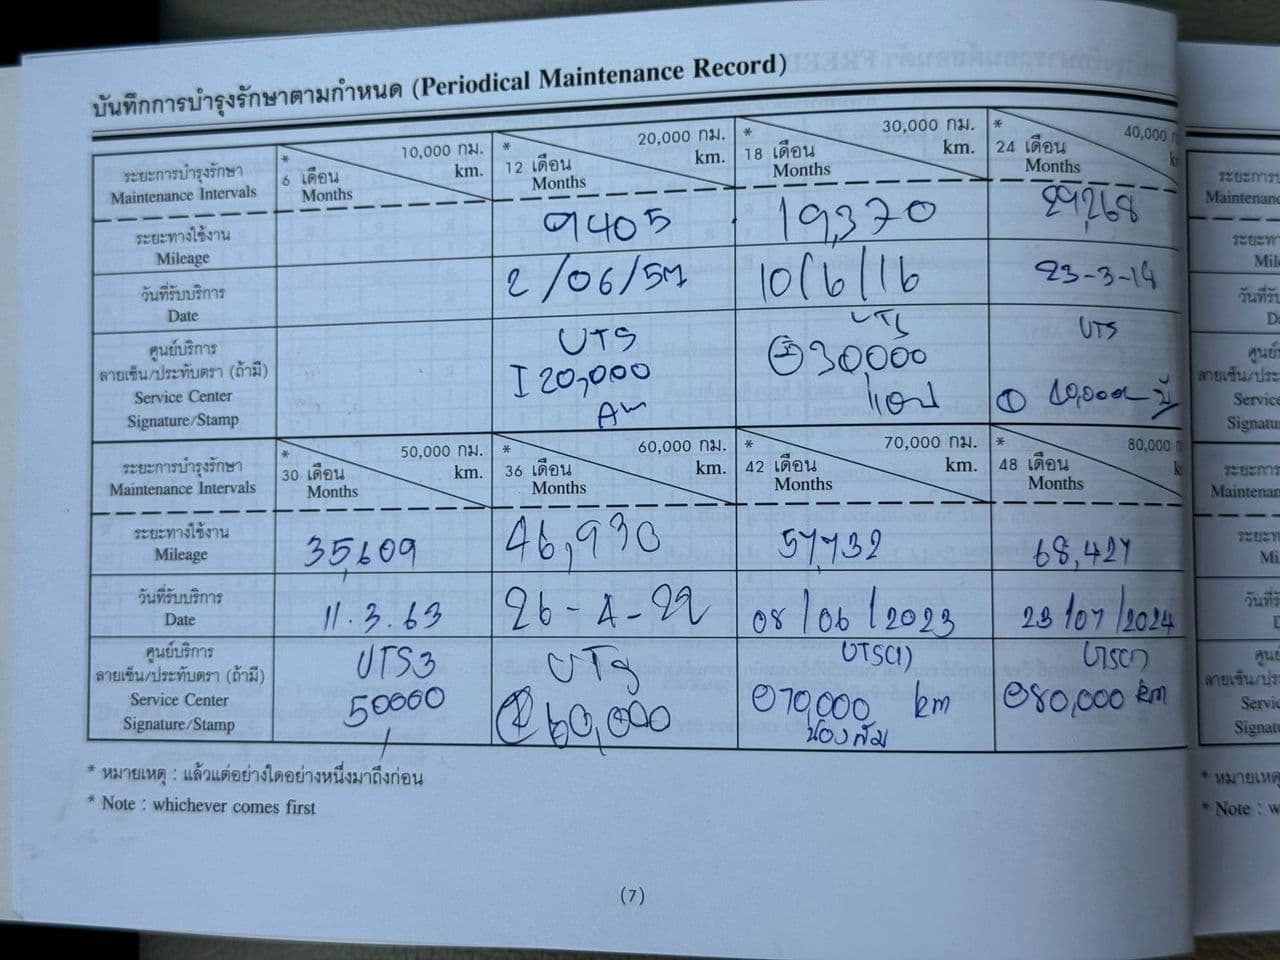 บันทึกการบำรุงรักษาตามกำหนด (Periodical Maintenance Record)
ระยะการบำรุงรักษา
Maintenance Intervals
* 6 เดือน Months 10,000 กม. km.
* 12 เดือน Months 20,000 กม. km.
* 18 เดือน Months 30,000 กม. km.
* 24 เดือน Months 40,000
ระยะทางใช้งาน
Mileage
9405
19,370
29,268
วันที่รับบริการ
Date
2/06/57
10/6/16
23-3-19
ศูนย์บริการ
ลายเซ็น/ประทับตรา (ถ้ามี)
Service Center
Signature/Stamp
UTS
I 20,000
UTS
30000
UTS
ระยะการบำรุงรักษา
Maintenance Intervals
* 30 เดือน Months 50,000 กม. km.
* 36 เดือน Months 60,000 กม. km.
* 42 เดือน Months 70,000 กม. km.
* 48 เดือน Months 80,000
ระยะทางใช้งาน
Mileage
35,609
46,930
57,732
68,427
วันที่รับบริการ
Date
11.3.63
26-4-22
08/06/2023
23/07/2024
ศูนย์บริการ
ลายเซ็น/ประทับตรา (ถ้ามี)
Service Center
Signature/Stamp
UTS3
50000
UTS
60,000
UTSC1)
70,000 km
น้องส้ม
80,000 km
* หมายเหตุ : แล้วแต่อย่างใดอย่างหนึ่งมาถึงก่อน
* Note : whichever comes first
(7)